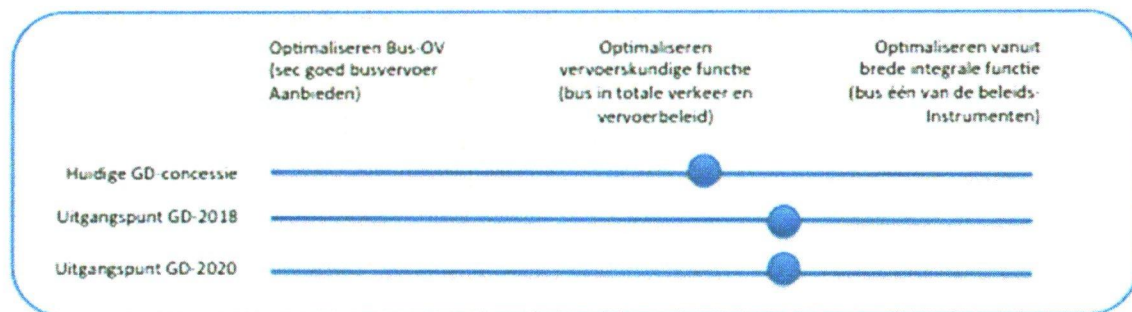 Optimaliseren Bus-OV
(sec goed busvervoer
Aanbieden)
Optimaliseren
vervoerskundige functie
(bus in totale verkeer en
vervoerbeleid)
Optimaliseren vanuit
brede integrale functie
(bus één van de beleids-
Instrumenten)
Huidige GD-concessie
Uitgangspunt GD-2018
Uitgangspunt GD-2020